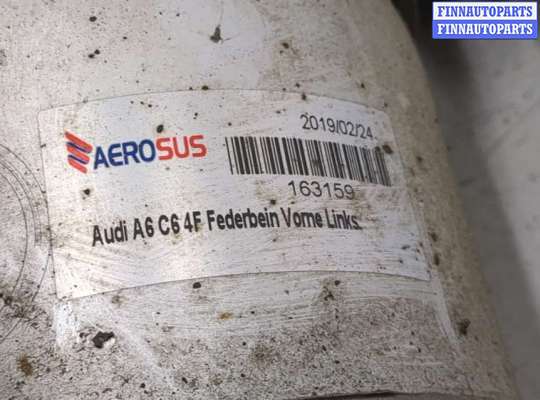 FINNAUTOPARTS
FINNAUTOPARTS
2019/02/24
AEROSUS
163159
Audi A6 C6 4F Federbein Vorne Links